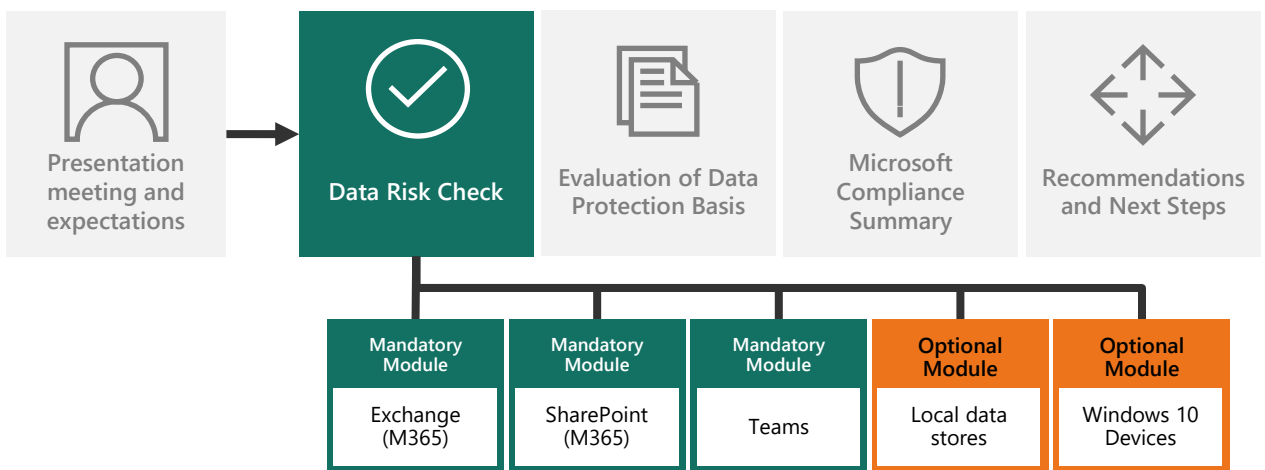 Presentation
meeting and
expectations
Data Risk Check
Evaluation of Data
Protection Basis
Microsoft
Compliance
Summary
Recommendations
and Next Steps
Mandatory
Module
Exchange
(M365)
Mandatory
Module
SharePoint
(M365)
Mandatory
Module
Teams
Optional
Module
Local data
stores
Optional
Module
Windows 10
Devices